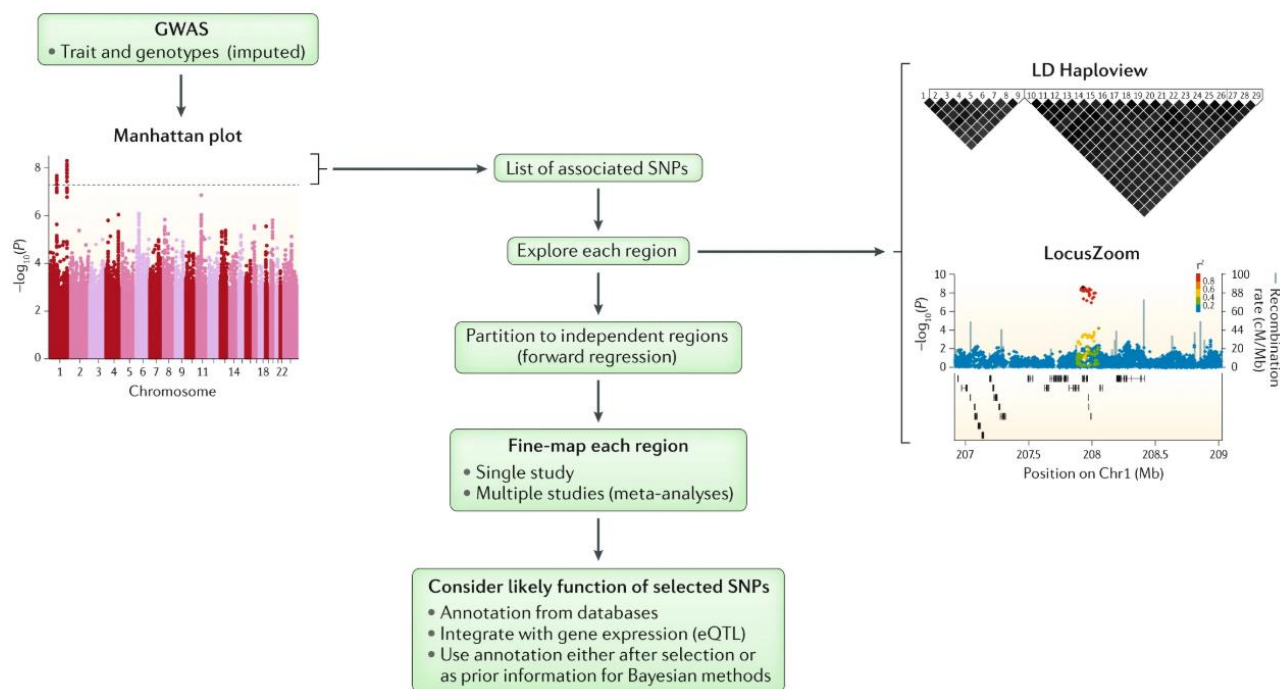 GWAS
• Trait and genotypes (imputed)
Manhattan plot
8
6
4
2
0
–log₁₀(P)
1 2 3 4 5 6 7 8 9 11 14 18 22
Chromosome
List of associated SNPs
Explore each region
Partition to independent regions
(forward regression)
Fine-map each region
• Single study
• Multiple studies (meta-analyses)
Consider likely function of selected SNPs
• Annotation from databases
• Integrate with gene expression (eQTL)
• Use annotation either after selection or
as prior information for Bayesian methods
LD Haploview
1 2 3 4 5 6 7 8 9 10 11 12 13 14 15 16 17 18 19 20 21 22 23 24 25 26 27 28 29
LocusZoom
10
8
6
4
2
0
–log₁₀(P)
r²
0.8
0.6
0.4
0.2
100
88
60
44
20
0
Recombination
rate (cM/Mb)
207 207.5 208 208.5 209
Position on Chr1 (Mb)